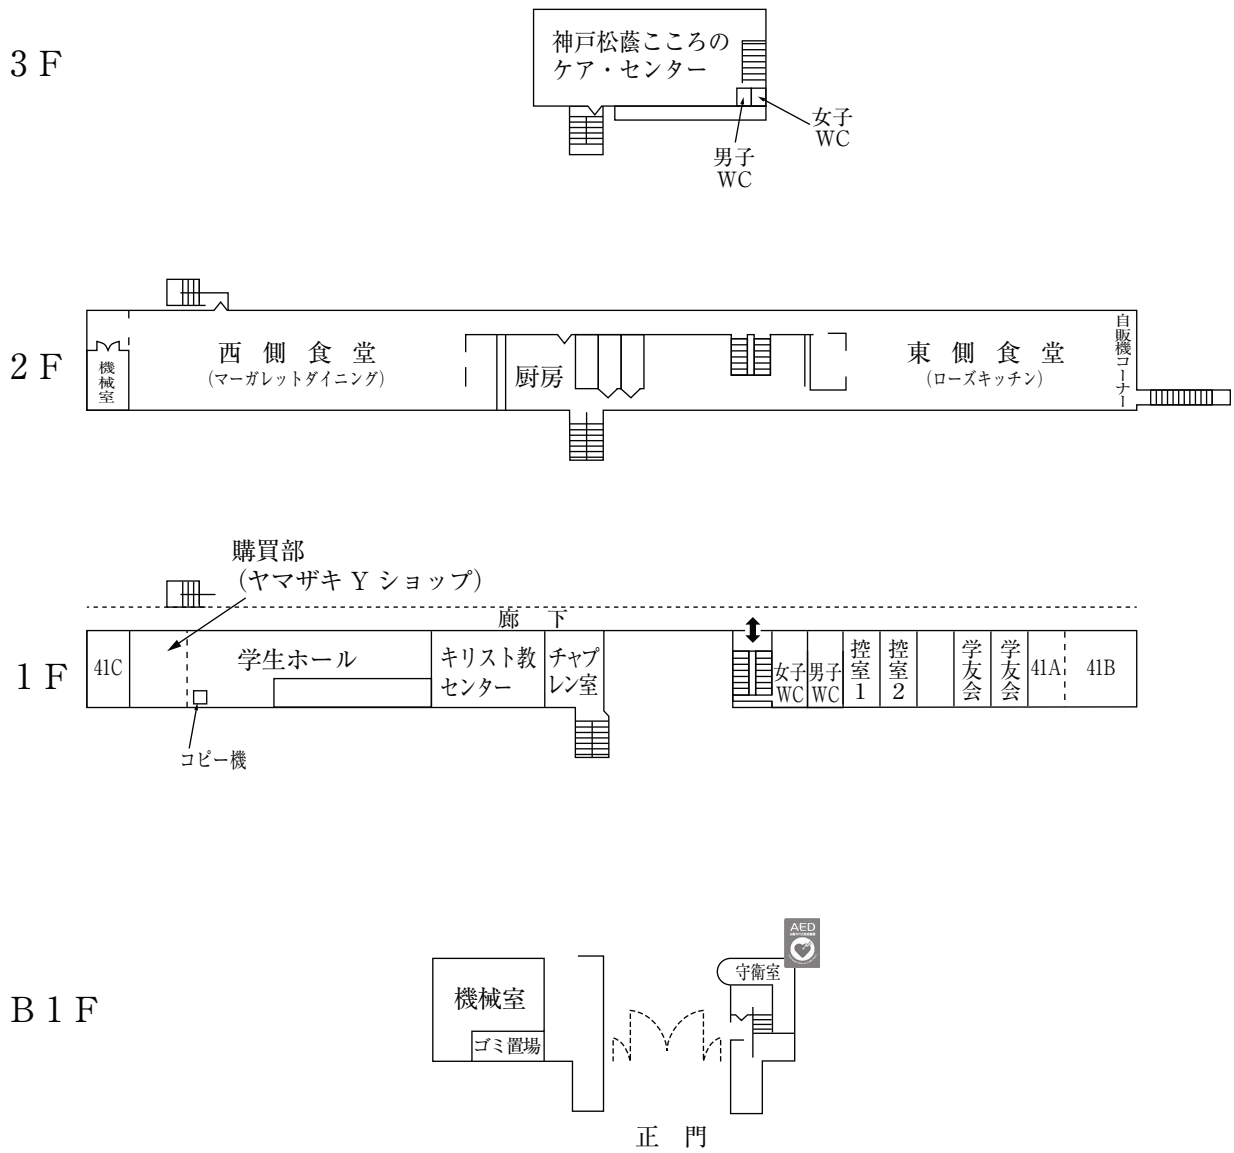 3 F
神戸松蔭こころの
ケア・センター
女子
WC
男子
WC
2 F
機械室
西側食堂
（マーガレットダイニング）
厨房
東側食堂
（ローズキッチン）
自販機コーナー
購買部
（ヤマザキ Y ショップ）
廊下
1 F
41C
学生ホール
キリスト教
センター
チャプ
レン室
女子
WC
男子
WC
控室1
控室2
学友会
学友会
41A
41B
コピー機
B 1 F
機械室
ゴミ置場
AED
守衛室
正門